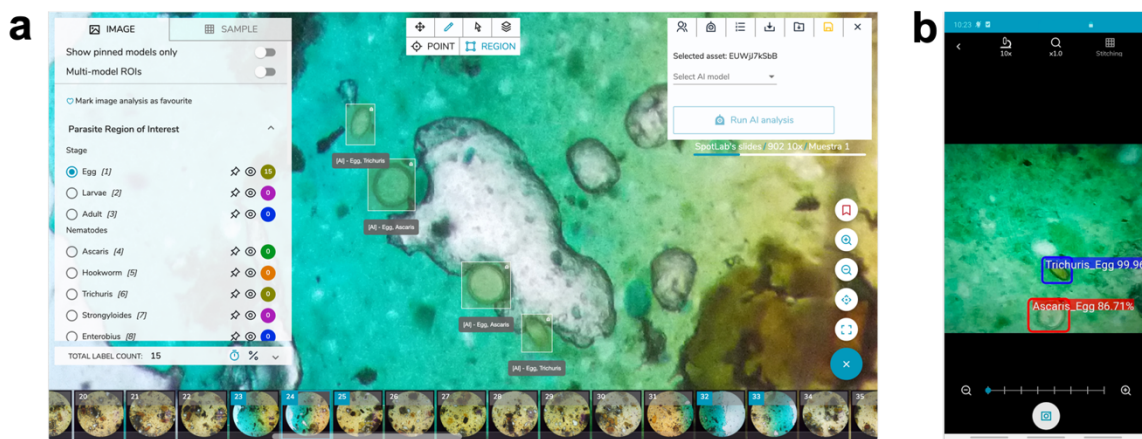 a
IMAGE
SAMPLE
Show pinned models only
Multi-model ROIs
Mark image analysis as favourite
Parasite Region of Interest
Stage
Egg [1] 15
Larvae [2] 0
Adult [3] 0
Nematodes
Ascaris [4] 0
Hookworm [5] 0
Trichuris [6] 0
Strongyloides [7] 0
Enterobius [8] 0
TOTAL LABEL COUNT: 15 %
POINT
REGION
Selected asset: EUWjJ7kSbB
Select AI model
Run AI analysis
SpotLab's slides/ 902 10x/ Muestra 1
[AI] - Egg, Trichuris
[AI] - Egg, Ascaris
[AI] - Egg, Ascaris
[AI] - Egg, Trichuris
20 21 22 23 24 25 26 27 28 29 30 31 32 33 34 35
b
10:23
10x
x1.0
Stitching
Trichuris_Egg 99.96
Ascaris_Egg 86.71%